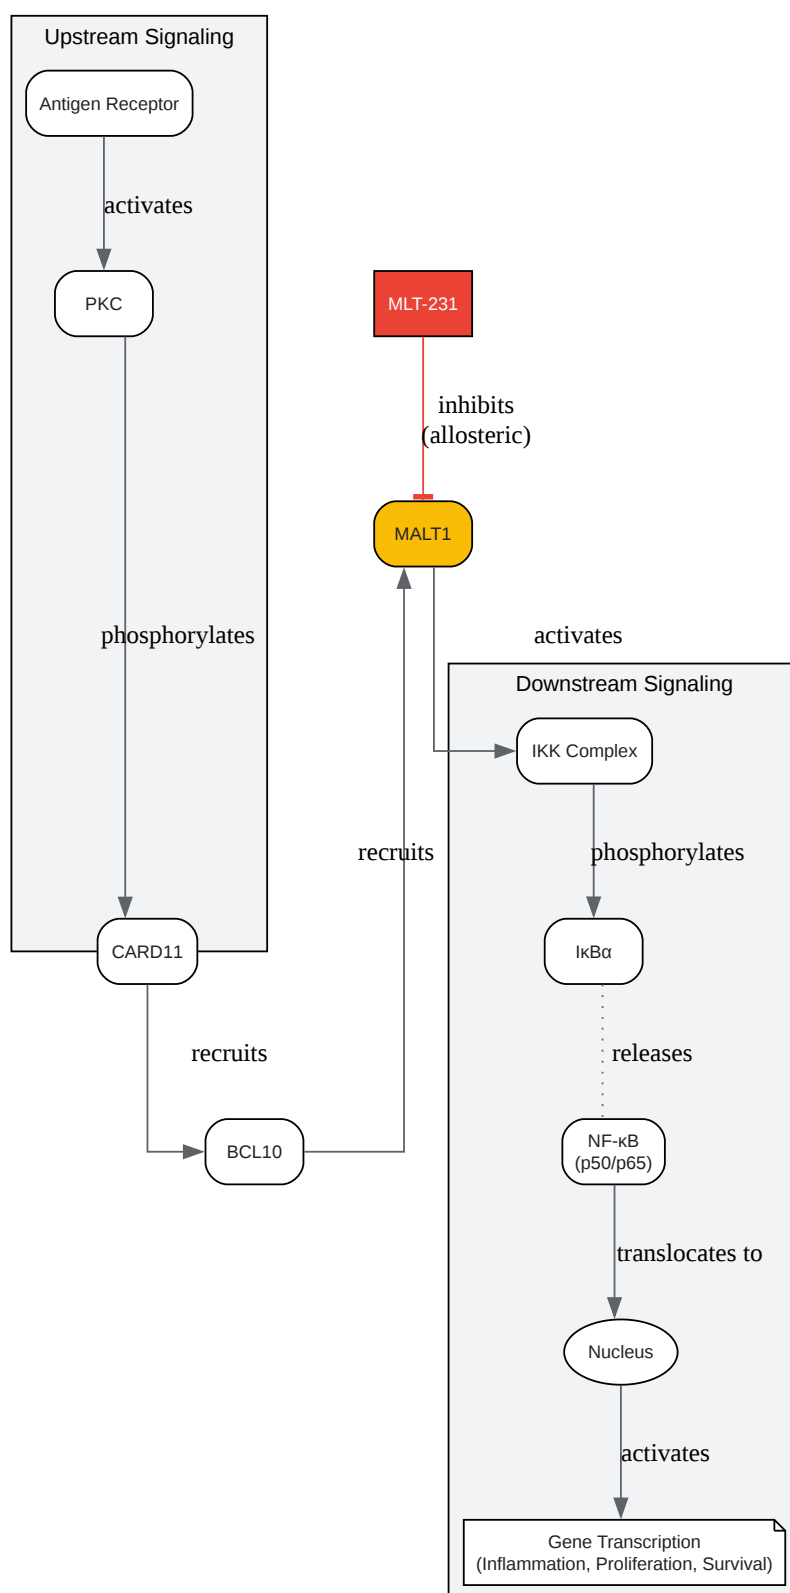 Upstream Signaling
Antigen Receptor
activates
PKC
MLT-231
inhibits
(allosteric)
MALT1
phosphorylates
activates
Downstream Signaling
IKK Complex
recruits
phosphorylates
CARD11
IκBα
recruits
releases
BCL10
NF-κB
(p50/p65)
translocates to
Nucleus
activates
Gene Transcription
(Inflammation, Proliferation, Survival)